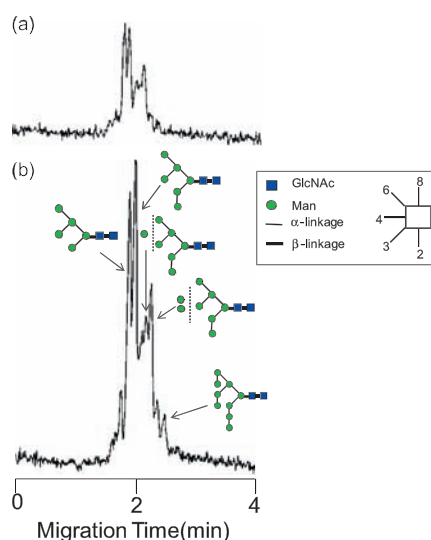 (a)
(b)
GlcNAc
Man
α-linkage
β-linkage
6
8
4
3
2
0
2
4
Migration Time(min)